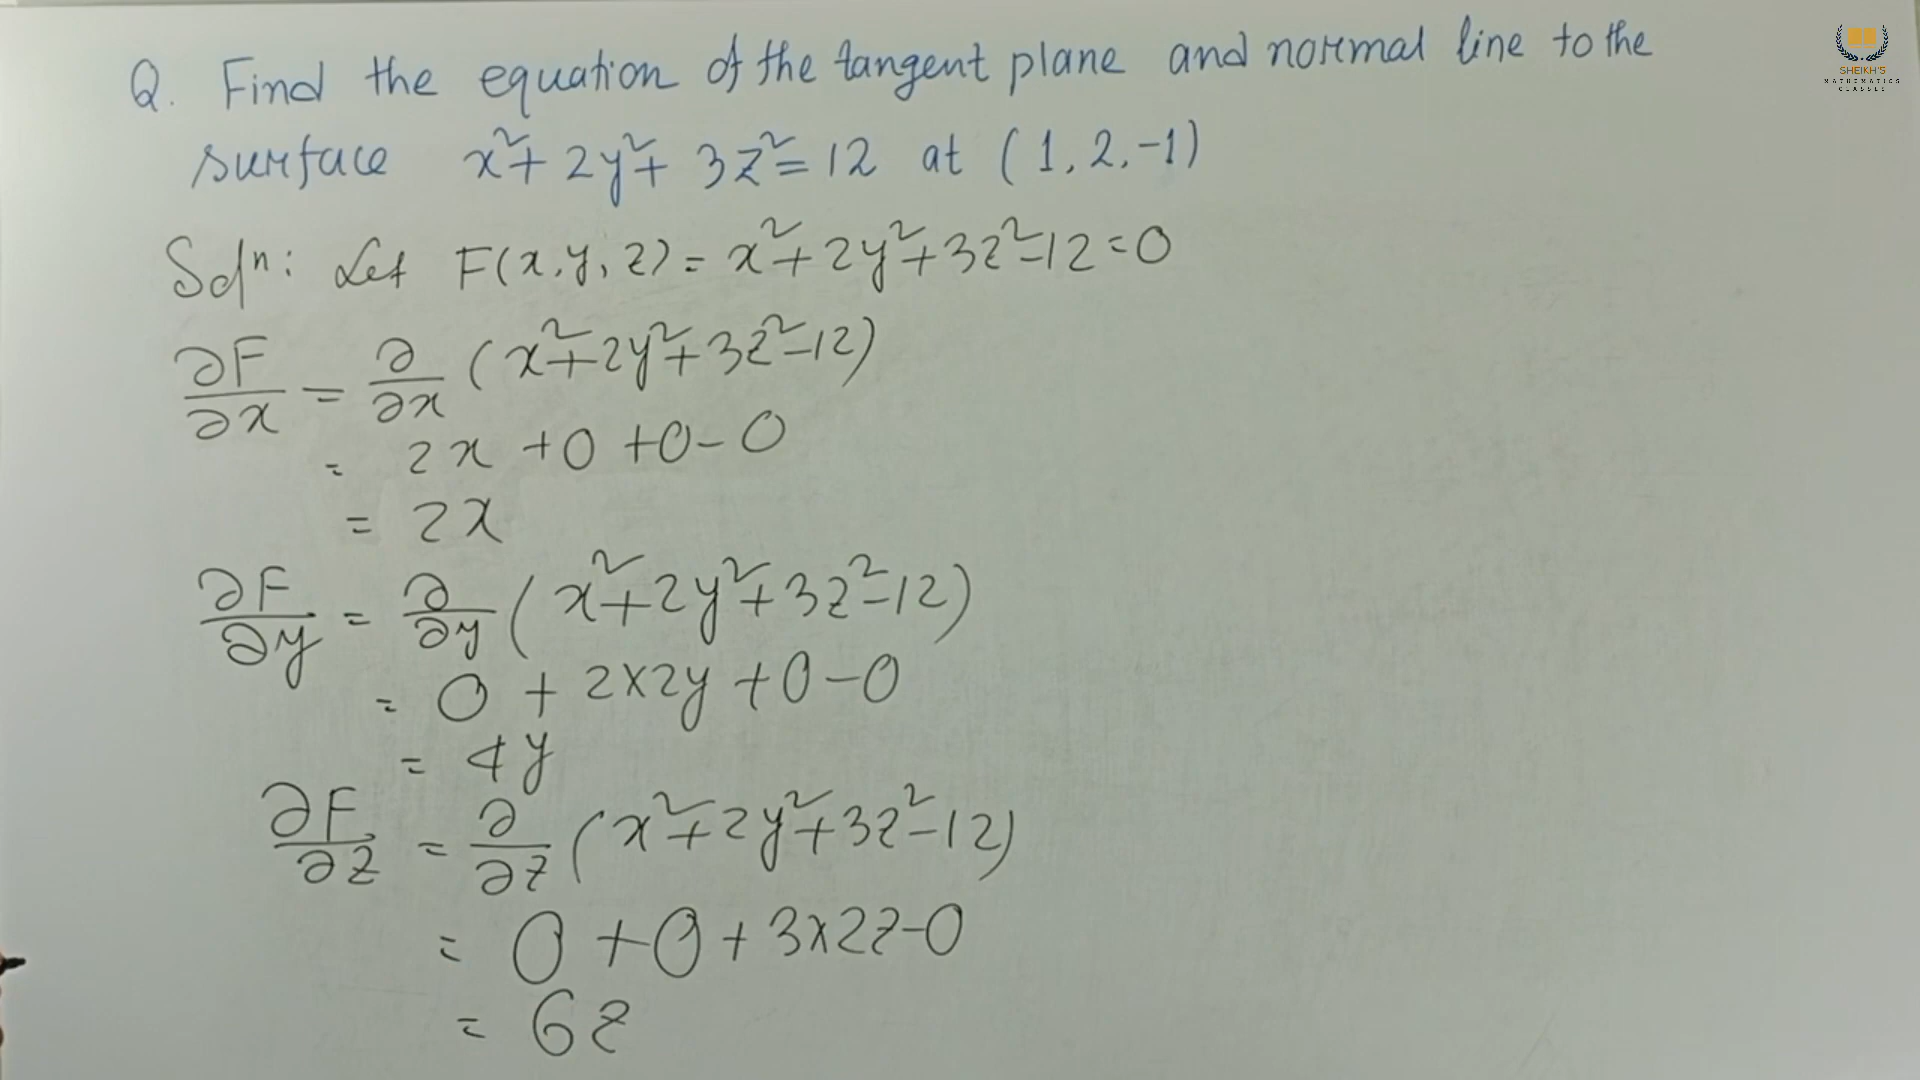 Q. Find the equation of the tangent plane and normal line to the
surface x²+ 2y²+ 3z²=12 at (1,2,-1)
Solⁿ: Let F(x,y,z)= x²+2y²+3z²-12=0
∂F/∂x = ∂/∂x (x²+2y²+3z²-12)
= 2x +0 +0-0
= 2x
∂F/∂y = ∂/∂y (x²+2y²+3z²-12)
= 0 + 2×2y +0-0
= 4y
∂F/∂z = ∂/∂z (x²+2y²+3z²-12)
= 0 +0+ 3×2z-0
= 6z
SHEIKH'S
MATHEMATICS
CLASSES